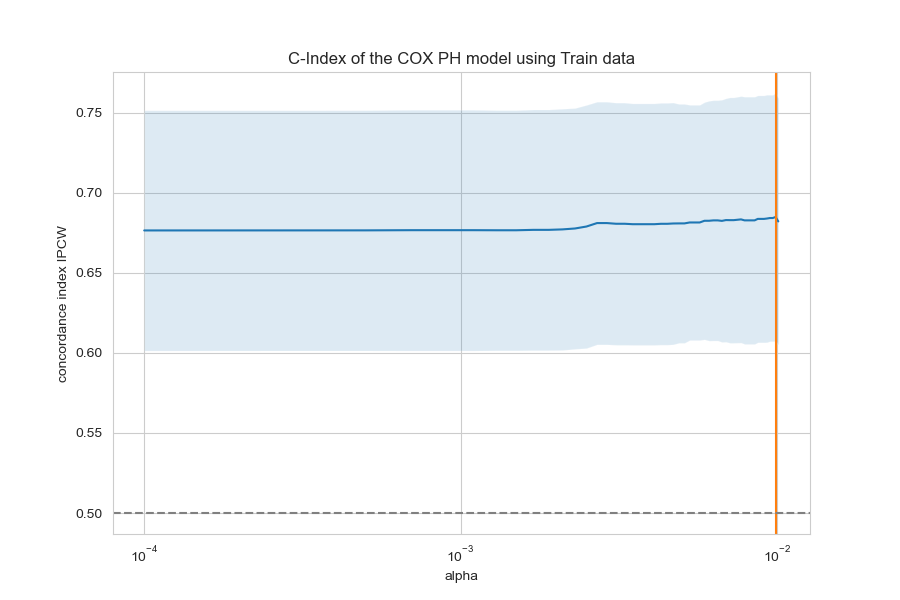 C-Index of the COX PH model using Train data
concordance index IPCW
0.75
0.70
0.65
0.60
0.55
0.50
10⁻⁴ 10⁻³ 10⁻²
alpha